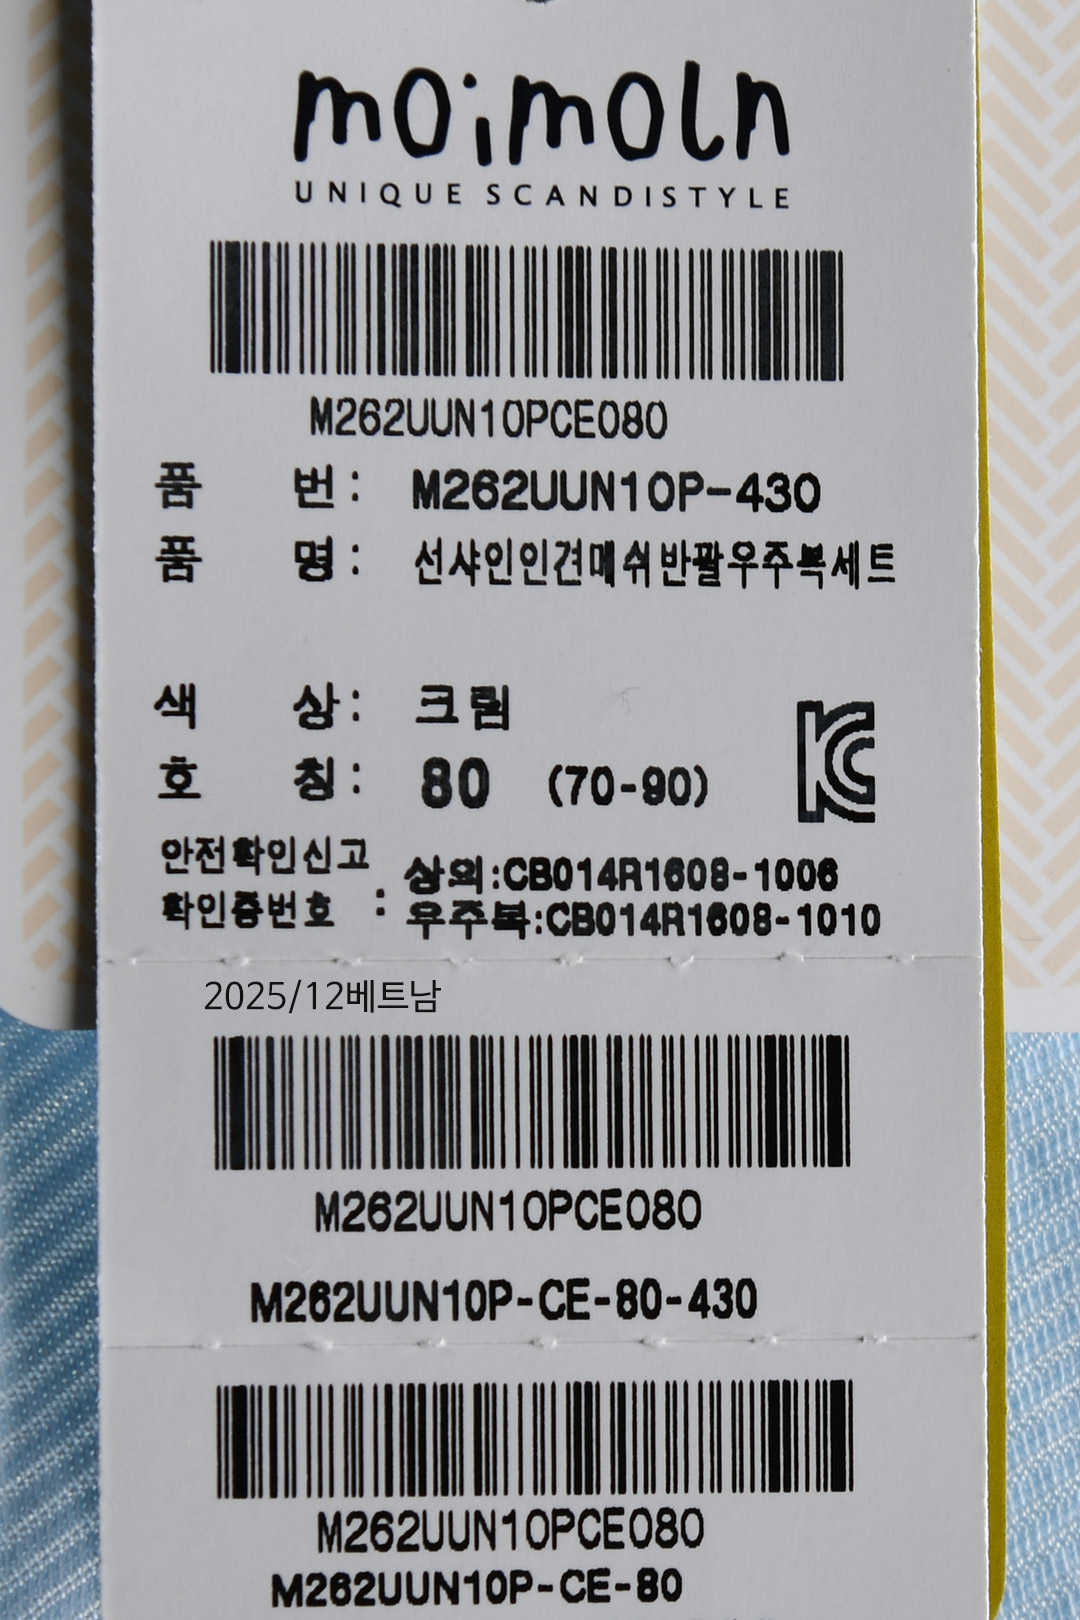 moimoln
UNIQUE SCANDISTYLE
M262UUN10PCE080
품 번 : M262UUN10P-430
품 명 : 선샤인인견메쉬반팔우주복세트
색 상 : 크림
호 칭 : 80 (70-90)
안전확인신고
확인증번호 : 상의:CB014R1608-1006
우주복:CB014R1608-1010
2025/12베트남
M262UUN10PCE080
M262UUN10P-CE-80-430
M262UUN10PCE080
M262UUN10P-CE-80